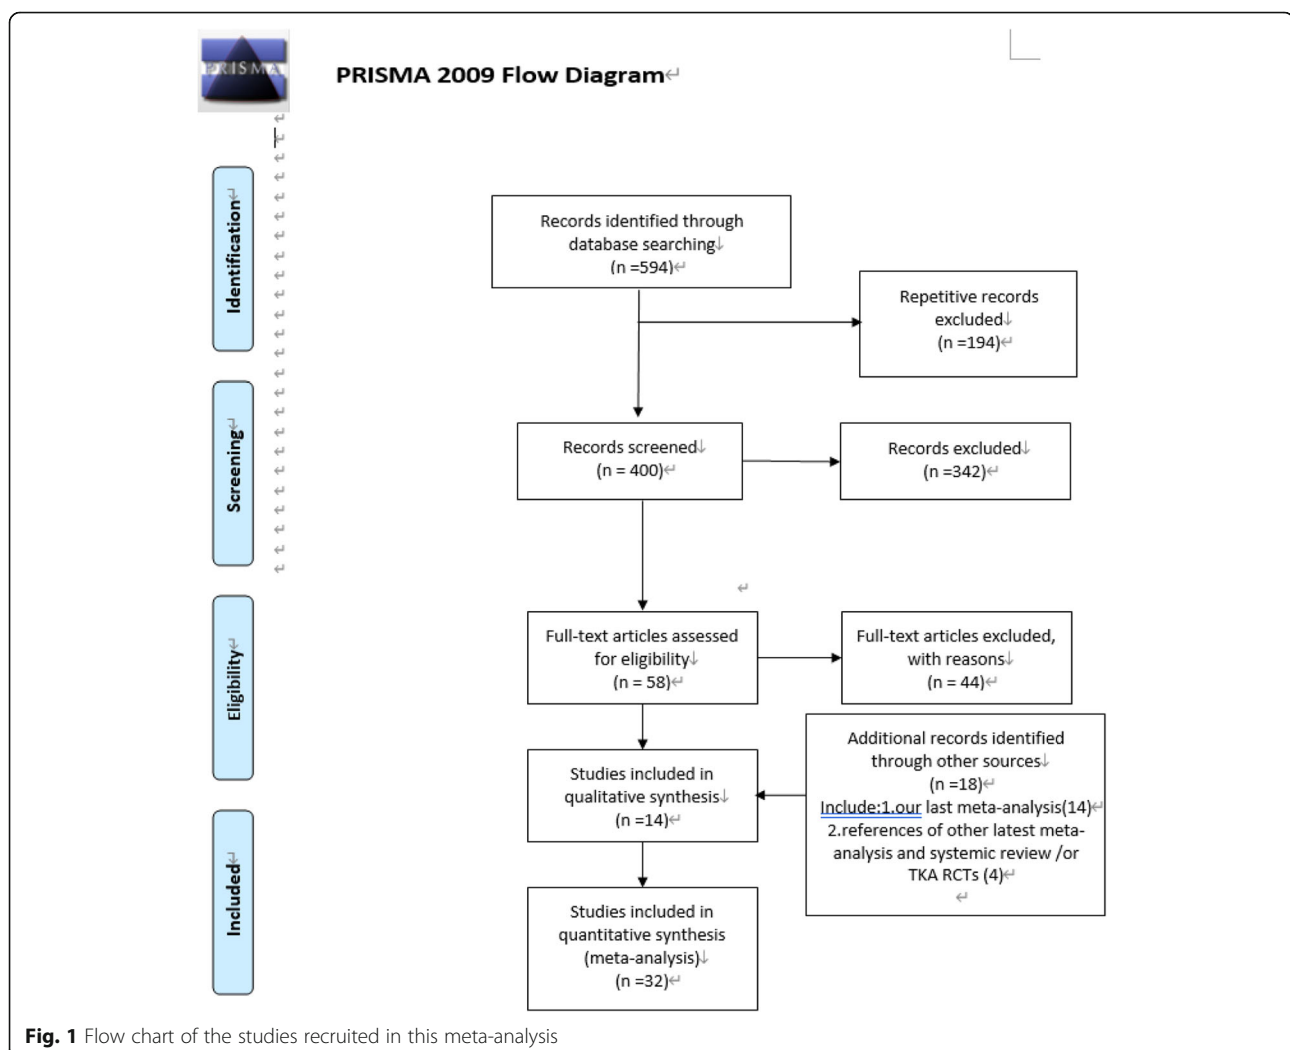 PRISMA
PRISMA 2009 Flow Diagram↵
Identification↵
Screening↵
Eligibility↵
Included↵
Records identified through
database searching↓
(n =594)↵
Repetitive records
excluded↓
(n =194)↵
Records screened↓
(n = 400)↵
Records excluded↓
(n =342)↵
Full-text articles assessed
for eligibility↓
(n = 58)↵
Full-text articles excluded,
with reasons↓
(n = 44)↵
Additional records identified
through other sources↓
(n =18)↵
Include:1.our last meta-analysis(14)↵
2.references of other latest meta-
analysis and systemic review /or
TKA RCTs (4)↵
Studies included in
qualitative synthesis↓
(n =14)↵
Studies included in
quantitative synthesis
(meta-analysis)↓
(n =32)↵
Fig. 1 Flow chart of the studies recruited in this meta-analysis